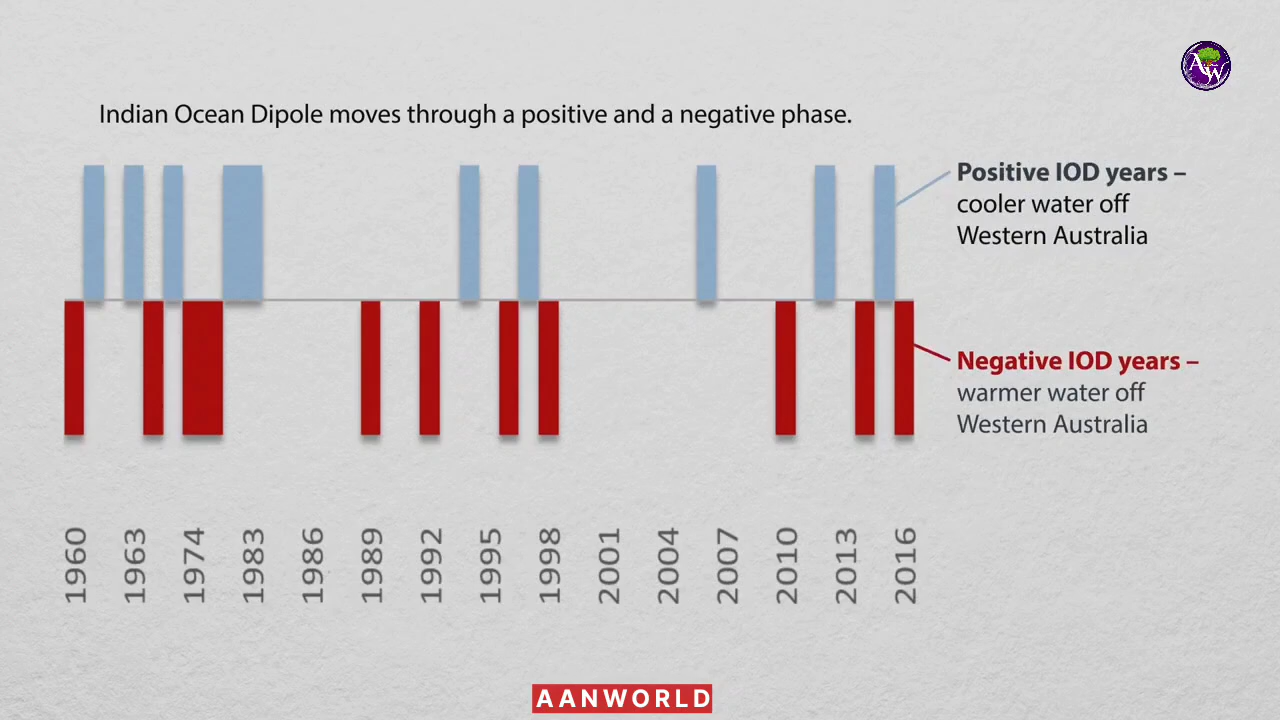 AW
Indian Ocean Dipole moves through a positive and a negative phase.
Positive IOD years –
cooler water off
Western Australia
Negative IOD years –
warmer water off
Western Australia
1960
1963
1974
1983
1986
1989
1992
1995
1998
2001
2004
2007
2010
2013
2016
AANWORLD